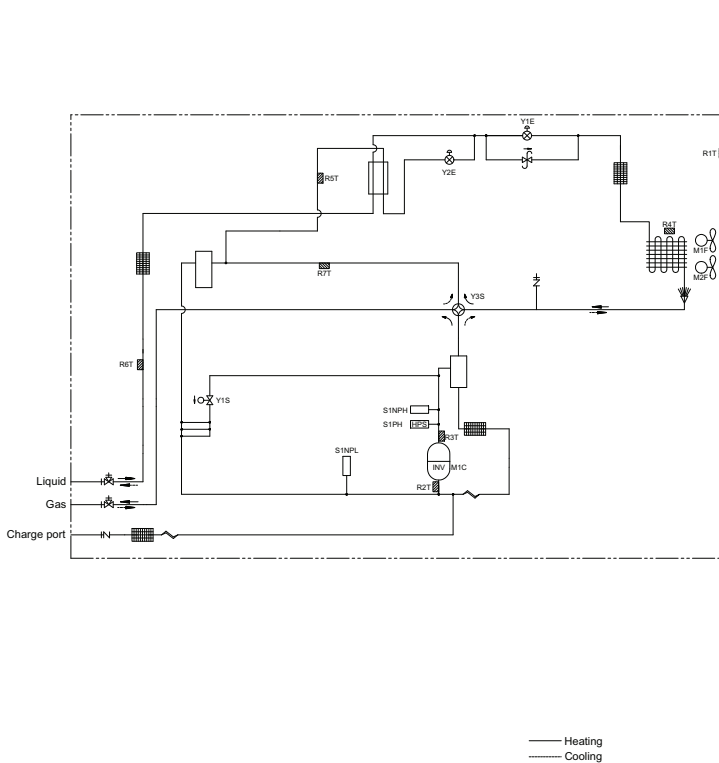 Y1E
R1T
Y2E
R5T
R4T
M1F
M2F
R7T
Y3S
R6T
Y1S
S1NPH
S1PH HPS
R3T
S1NPL
INV M1C
R2T
Liquid
Gas
Charge port
Heating
Cooling